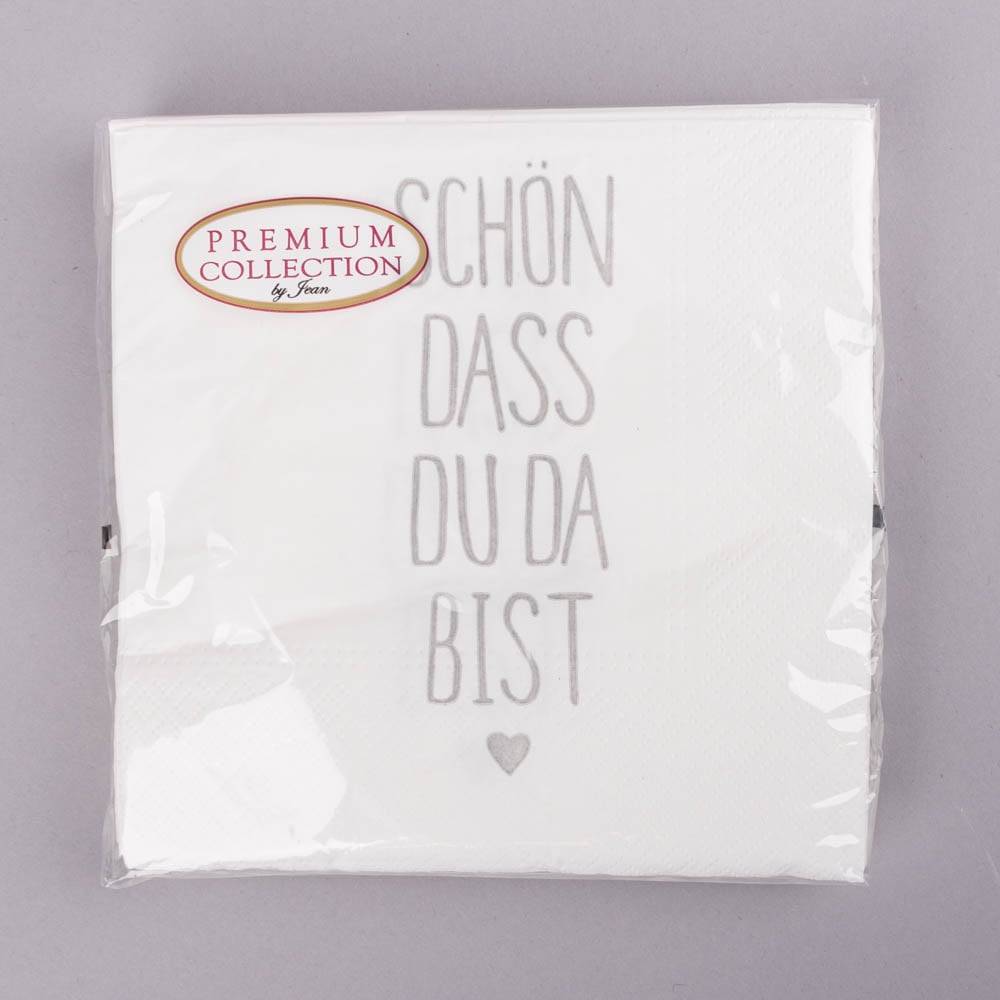 PREMIUM
COLLECTION
by Jean
SCHÖN
DASS
DU DA
BIST